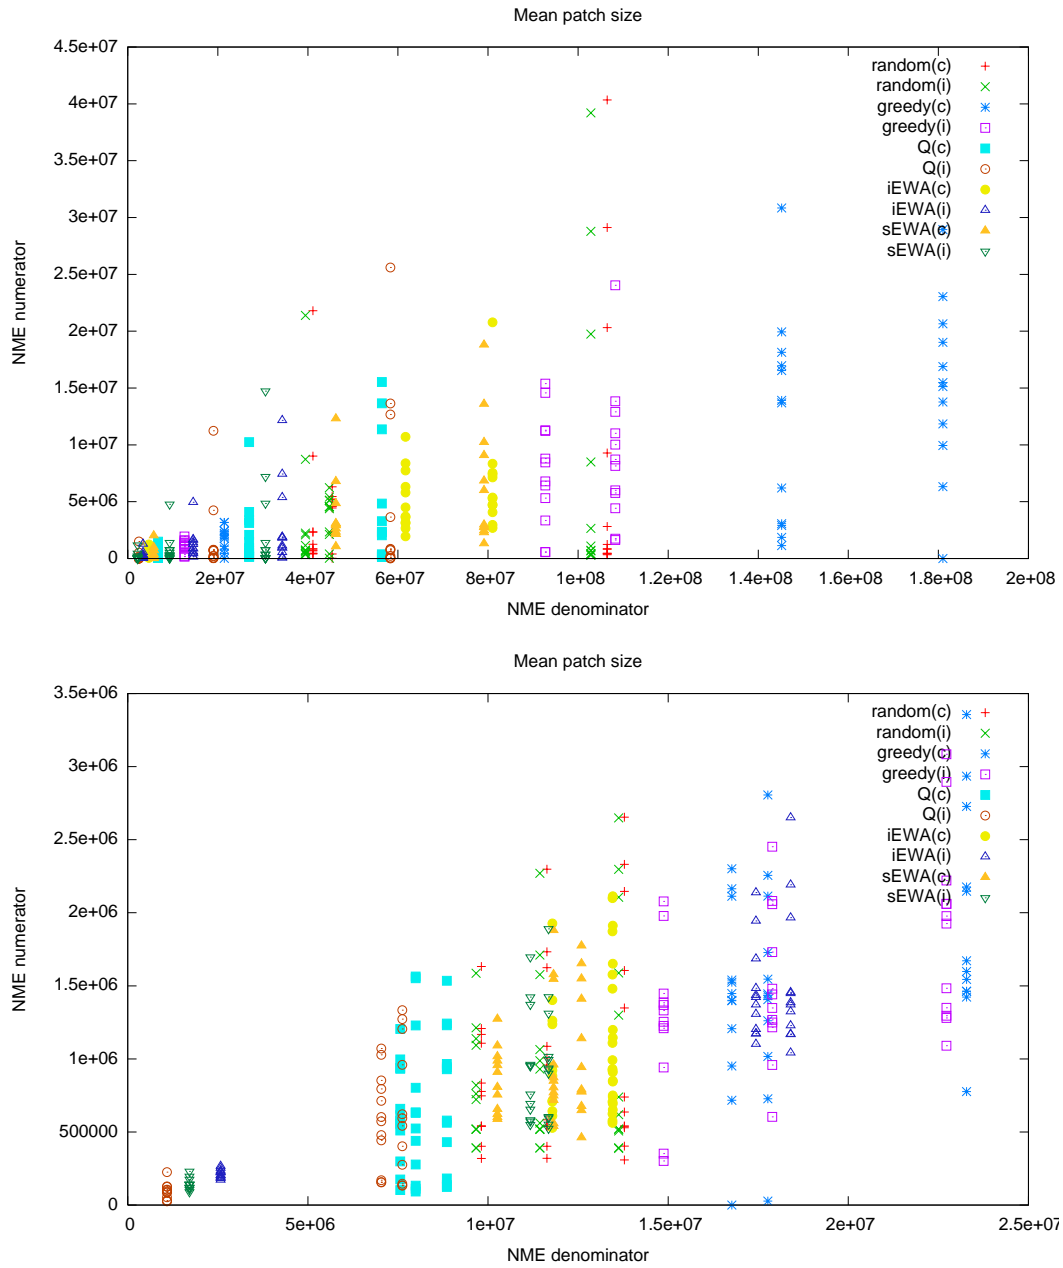 Mean patch size
4.5e+07
4e+07
3.5e+07
3e+07
2.5e+07
2e+07
1.5e+07
1e+07
5e+06
0
NME numerator
random(c)
random(i)
greedy(c)
greedy(i)
Q(c)
Q(i)
iEWA(c)
iEWA(i)
sEWA(c)
sEWA(i)
0 2e+07 4e+07 6e+07 8e+07 1e+08 1.2e+08 1.4e+08 1.6e+08 1.8e+08 2e+08
NME denominator
Mean patch size
3.5e+06
3e+06
2.5e+06
2e+06
1.5e+06
1e+06
500000
0
NME numerator
random(c)
random(i)
greedy(c)
greedy(i)
Q(c)
Q(i)
iEWA(c)
iEWA(i)
sEWA(c)
sEWA(i)
0 5e+06 1e+07 1.5e+07 2e+07 2.5e+07
NME denominator